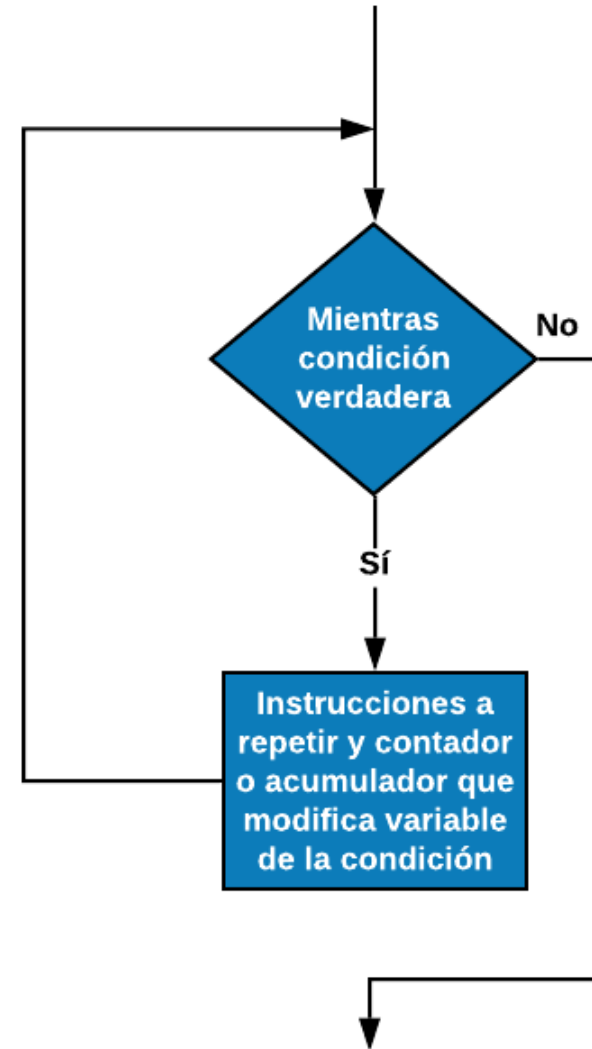 Mientras
condición
verdadera
No
Sí
Instrucciones a
repetir y contador
o acumulador que
modifica variable
de la condición